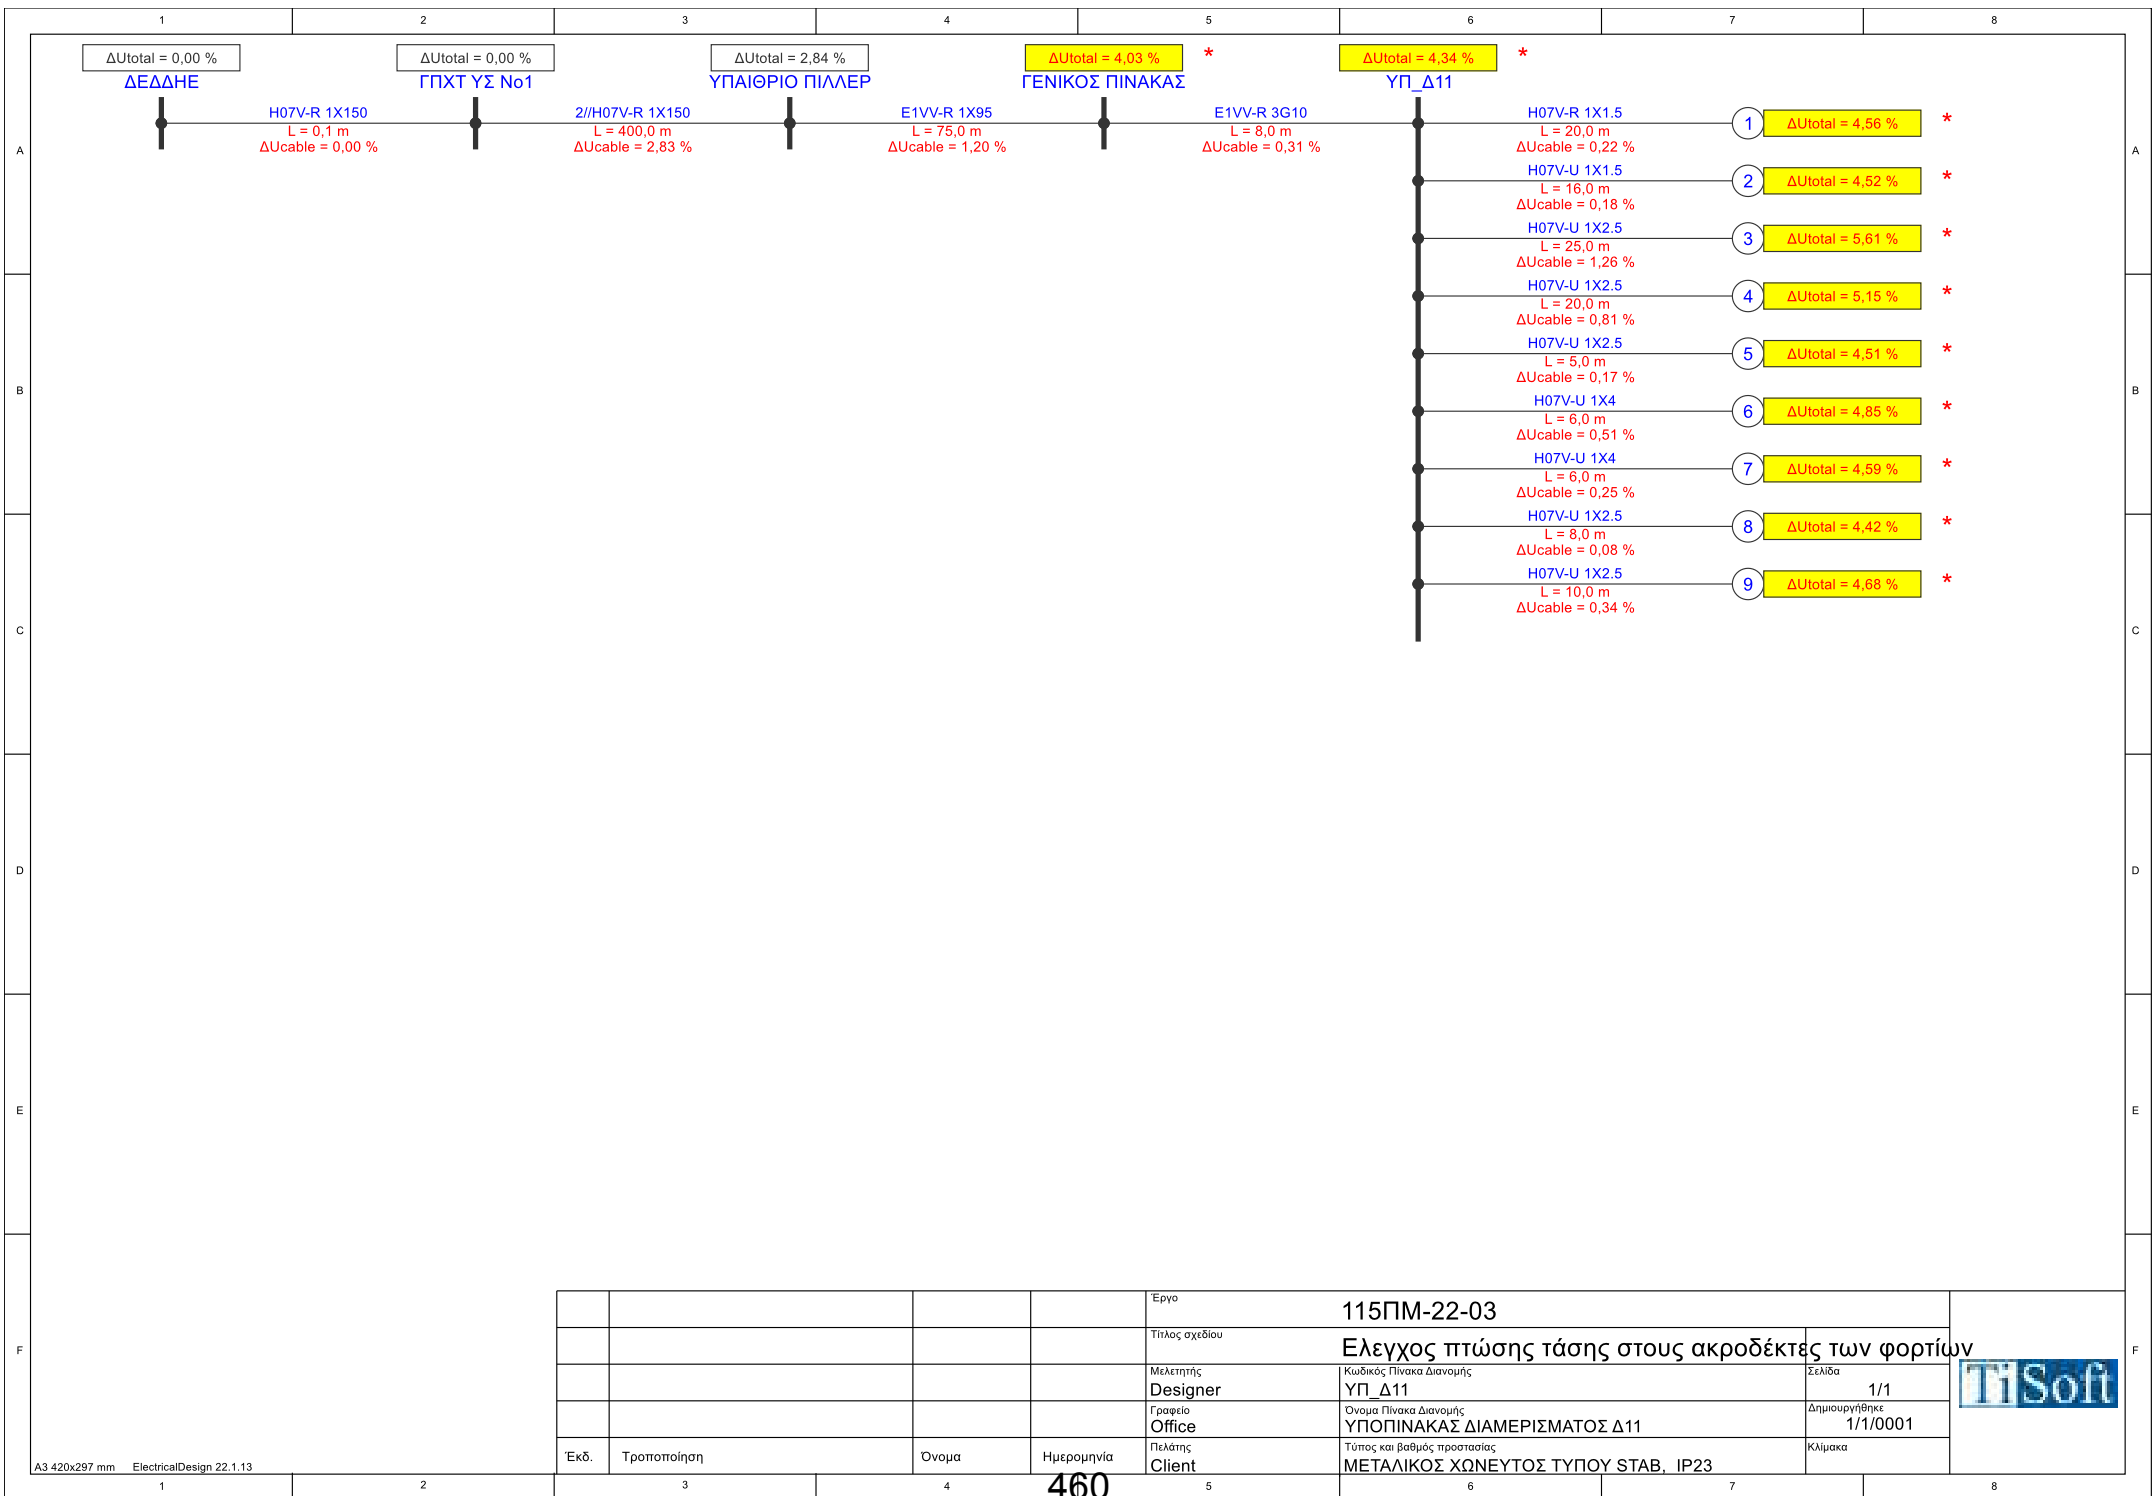 1 2 3 4 5 6 7 8
ΔUtotal = 0,00 % ΔUtotal = 0,00 % ΔUtotal = 2,84 % ΔUtotal = 4,03 % * ΔUtotal = 4,34 % *
ΔΕΔΔΗΕ ΓΠΧΤ ΥΣ Νο1 ΥΠΑΙΘΡΙΟ ΠΙΛΛΕΡ ΓΕΝΙΚΟΣ ΠΙΝΑΚΑΣ ΥΠ_Δ11
H07V-R 1X150 2//H07V-R 1X150 E1VV-R 1X95 E1VV-R 3G10 H07V-R 1X1.5
1 ΔUtotal = 4,56 % *
L = 0,1 m L = 400,0 m L = 75,0 m L = 8,0 m L = 20,0 m
ΔUcable = 0,00 % ΔUcable = 2,83 % ΔUcable = 1,20 % ΔUcable = 0,31 % ΔUcable = 0,22 %
A A
H07V-U 1X1.5
2 ΔUtotal = 4,52 % *
L = 16,0 m
ΔUcable = 0,18 %
H07V-U 1X2.5
3 ΔUtotal = 5,61 % *
L = 25,0 m
ΔUcable = 1,26 %
H07V-U 1X2.5
4 ΔUtotal = 5,15 % *
L = 20,0 m
ΔUcable = 0,81 %
H07V-U 1X2.5
5 ΔUtotal = 4,51 % *
L = 5,0 m
ΔUcable = 0,17 %
B B
H07V-U 1X4
6 ΔUtotal = 4,85 % *
L = 6,0 m
ΔUcable = 0,51 %
H07V-U 1X4
7 ΔUtotal = 4,59 % *
L = 6,0 m
ΔUcable = 0,25 %
H07V-U 1X2.5
8 ΔUtotal = 4,42 % *
L = 8,0 m
ΔUcable = 0,08 %
H07V-U 1X2.5
9 ΔUtotal = 4,68 % *
L = 10,0 m
ΔUcable = 0,34 %
C C
D D
E E
Έργο
115ΠΜ-22-03
Τίτλος σχεδίου
Ελεγχος πτώσης τάσης στους ακροδέκτες των φορτίων
F F
Μελετητής Κωδικός Πίνακα Διανομής Σελίδα
Designer ΥΠ_Δ11 1/1
TiSoft
Γραφείο Όνομα Πίνακα Διανομής Δημιουργήθηκε
Office ΥΠΟΠΙΝΑΚΑΣ ΔΙΑΜΕΡΙΣΜΑΤΟΣ Δ11 1/1/0001
Πελάτης Τύπος και βαθμός προστασίας Κλίμακα
Έκδ. Τροποποίηση Όνομα Ημερομηνία
Client ΜΕΤΑΛΙΚΟΣ ΧΩΝΕΥΤΟΣ ΤΥΠΟΥ STAB, IP23
A3 420x297 mm ElectricalDesign 22.1.13
1 2 3 4 460 5 6 7 8